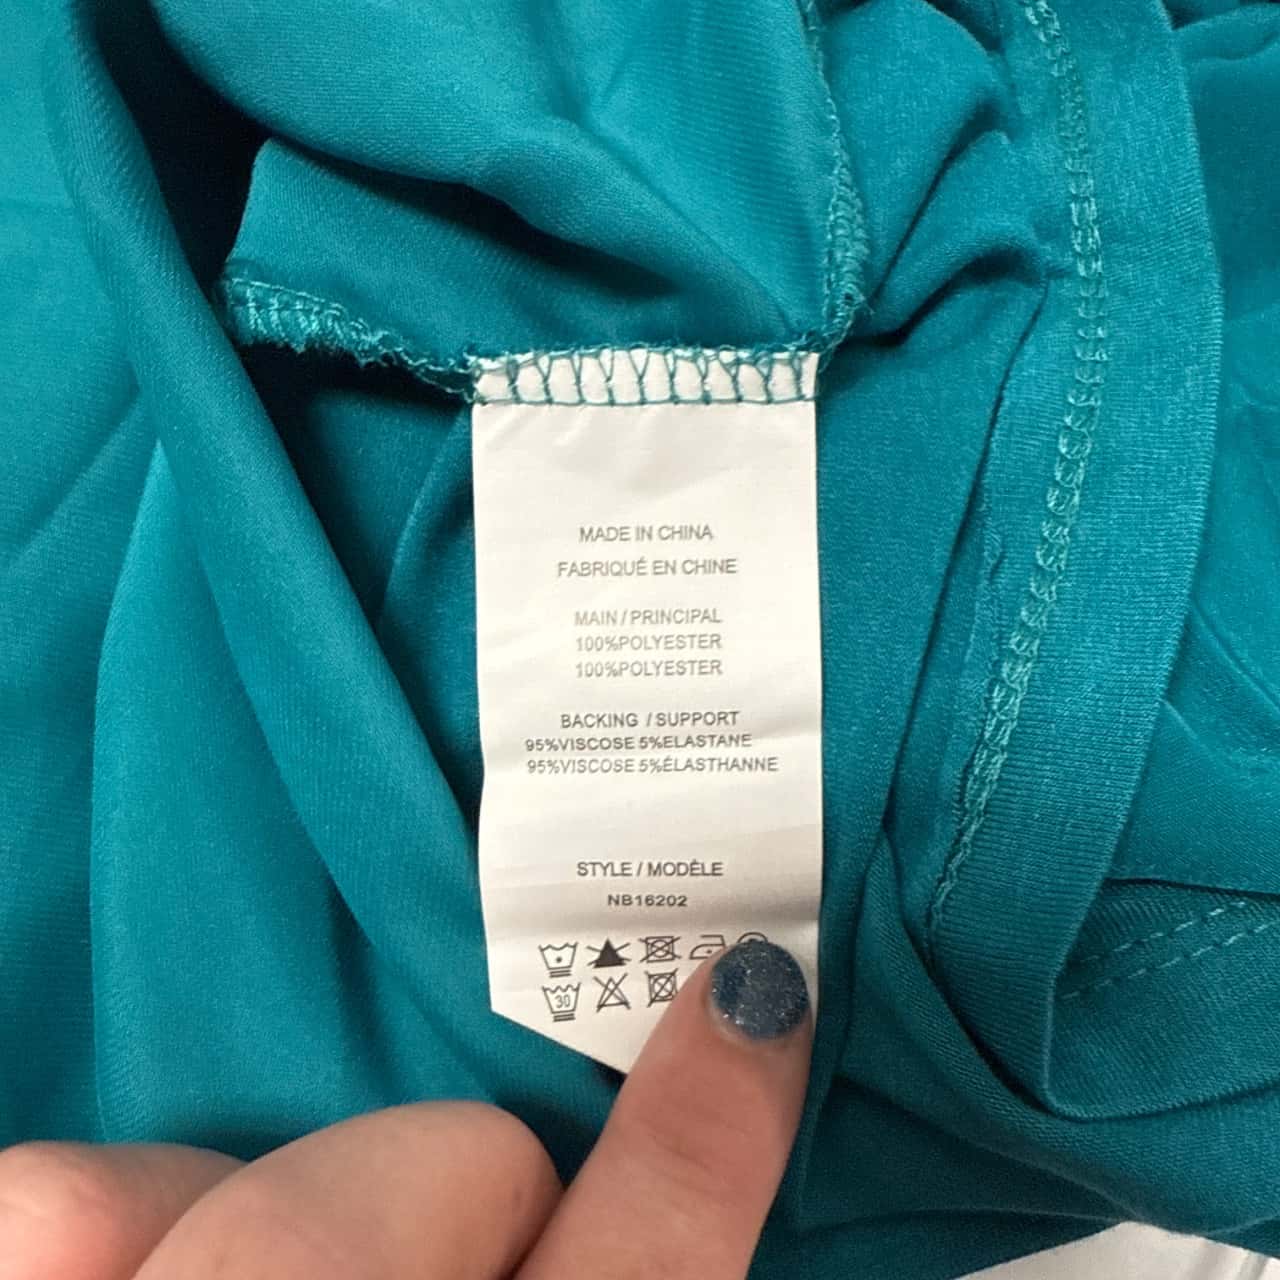 MADE IN CHINA
FABRIQUÉ EN CHINE
MAIN / PRINCIPAL
100%POLYESTER
100%POLYESTER
BACKING / SUPPORT
95%VISCOSE 5%ELASTANE
95%VISCOSE 5%ÉLASTHANNE
STYLE / MODÈLE
NB16202
30